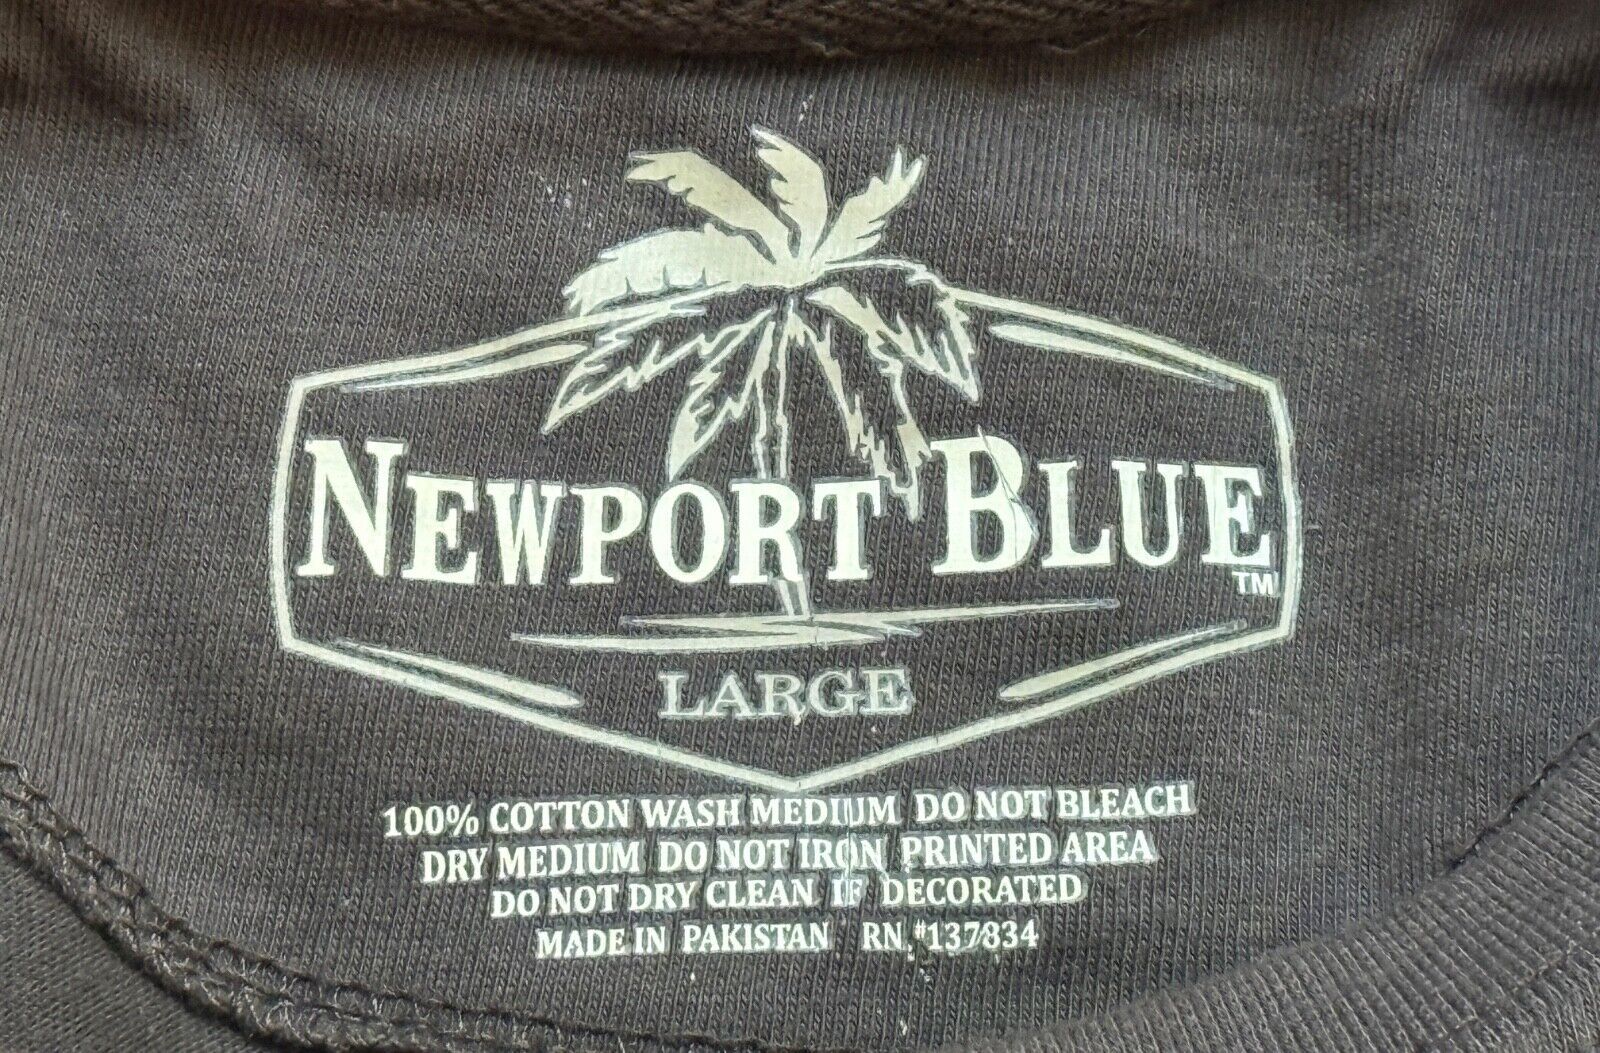 NEWPORT BLUE
TM
LARGE
100% COTTON WASH MEDIUM DO NOT BLEACH
DRY MEDIUM DO NOT IRON PRINTED AREA
DO NOT DRY CLEAN IF DECORATED
MADE IN PAKISTAN RN.#137834